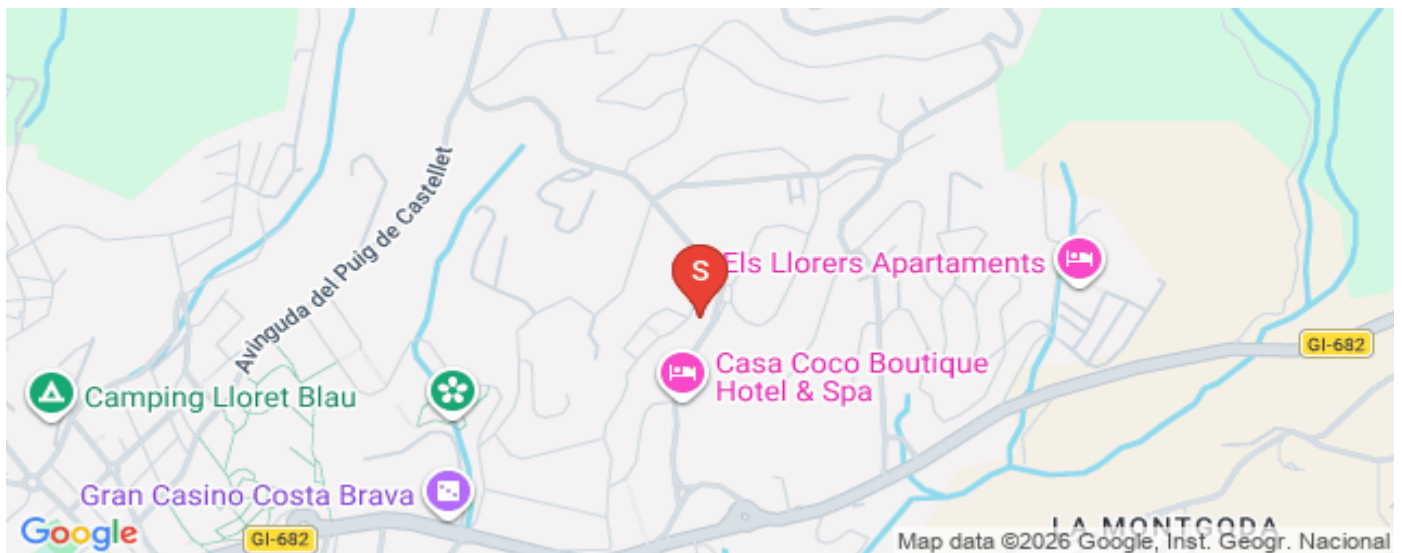 Avinguda del Puig de Castellet
S
Els Llorers Apartaments
GI-682
Casa Coco Boutique
Hotel & Spa
Camping Lloret Blau
Gran Casino Costa Brava
GI-682
LA MONTGODA
Google
Map data ©2026 Google, Inst. Geogr. Nacional